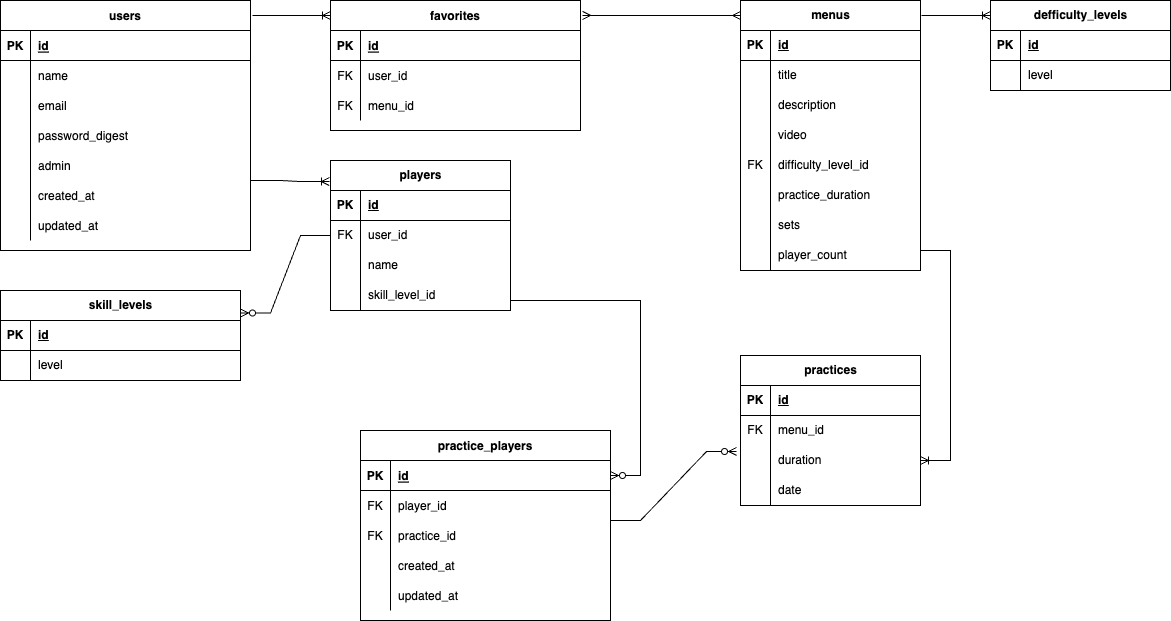 users
PK id
name
email
password_digest
admin
created_at
updated_at
favorites
PK id
FK user_id
FK menu_id
menus
PK id
title
description
video
FK difficulty_level_id
practice_duration
sets
player_count
defficulty_levels
PK id
level
players
PK id
FK user_id
name
skill_level_id
skill_levels
PK id
level
practices
PK id
FK menu_id
duration
date
practice_players
PK id
FK player_id
FK practice_id
created_at
updated_at